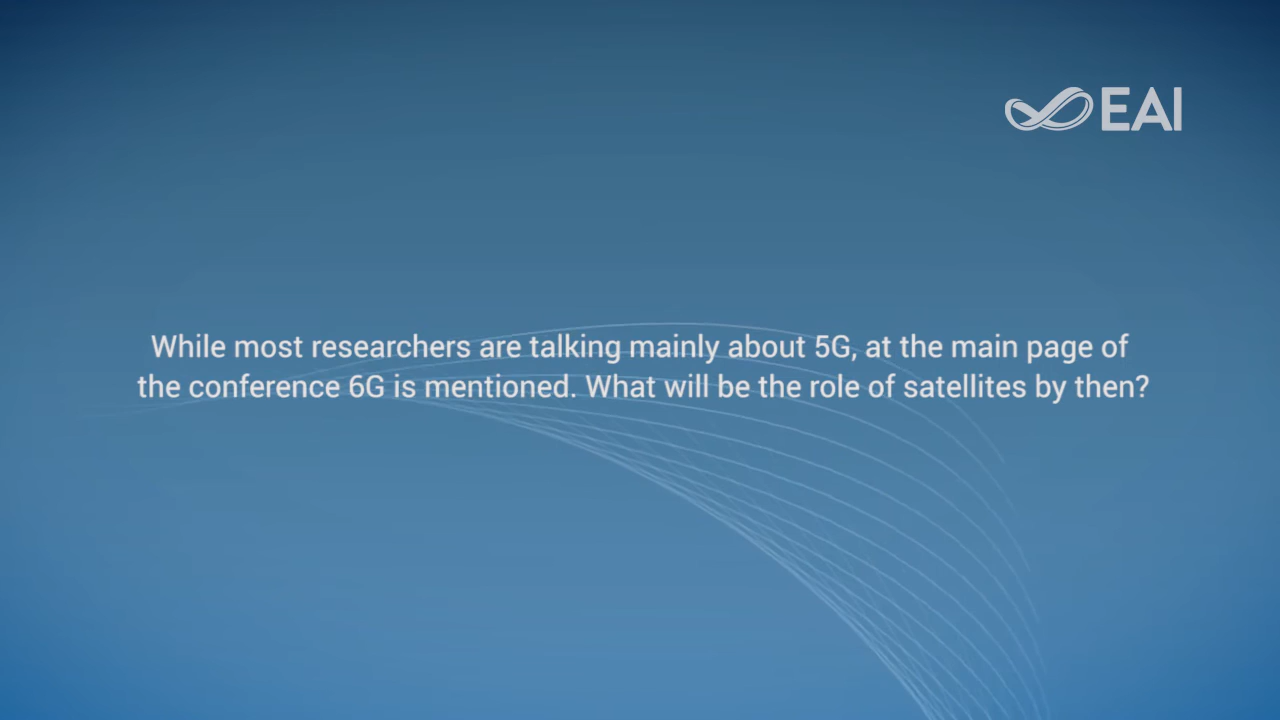 EAI
While most researchers are talking mainly about 5G, at the main page of
the conference 6G is mentioned. What will be the role of satellites by then?